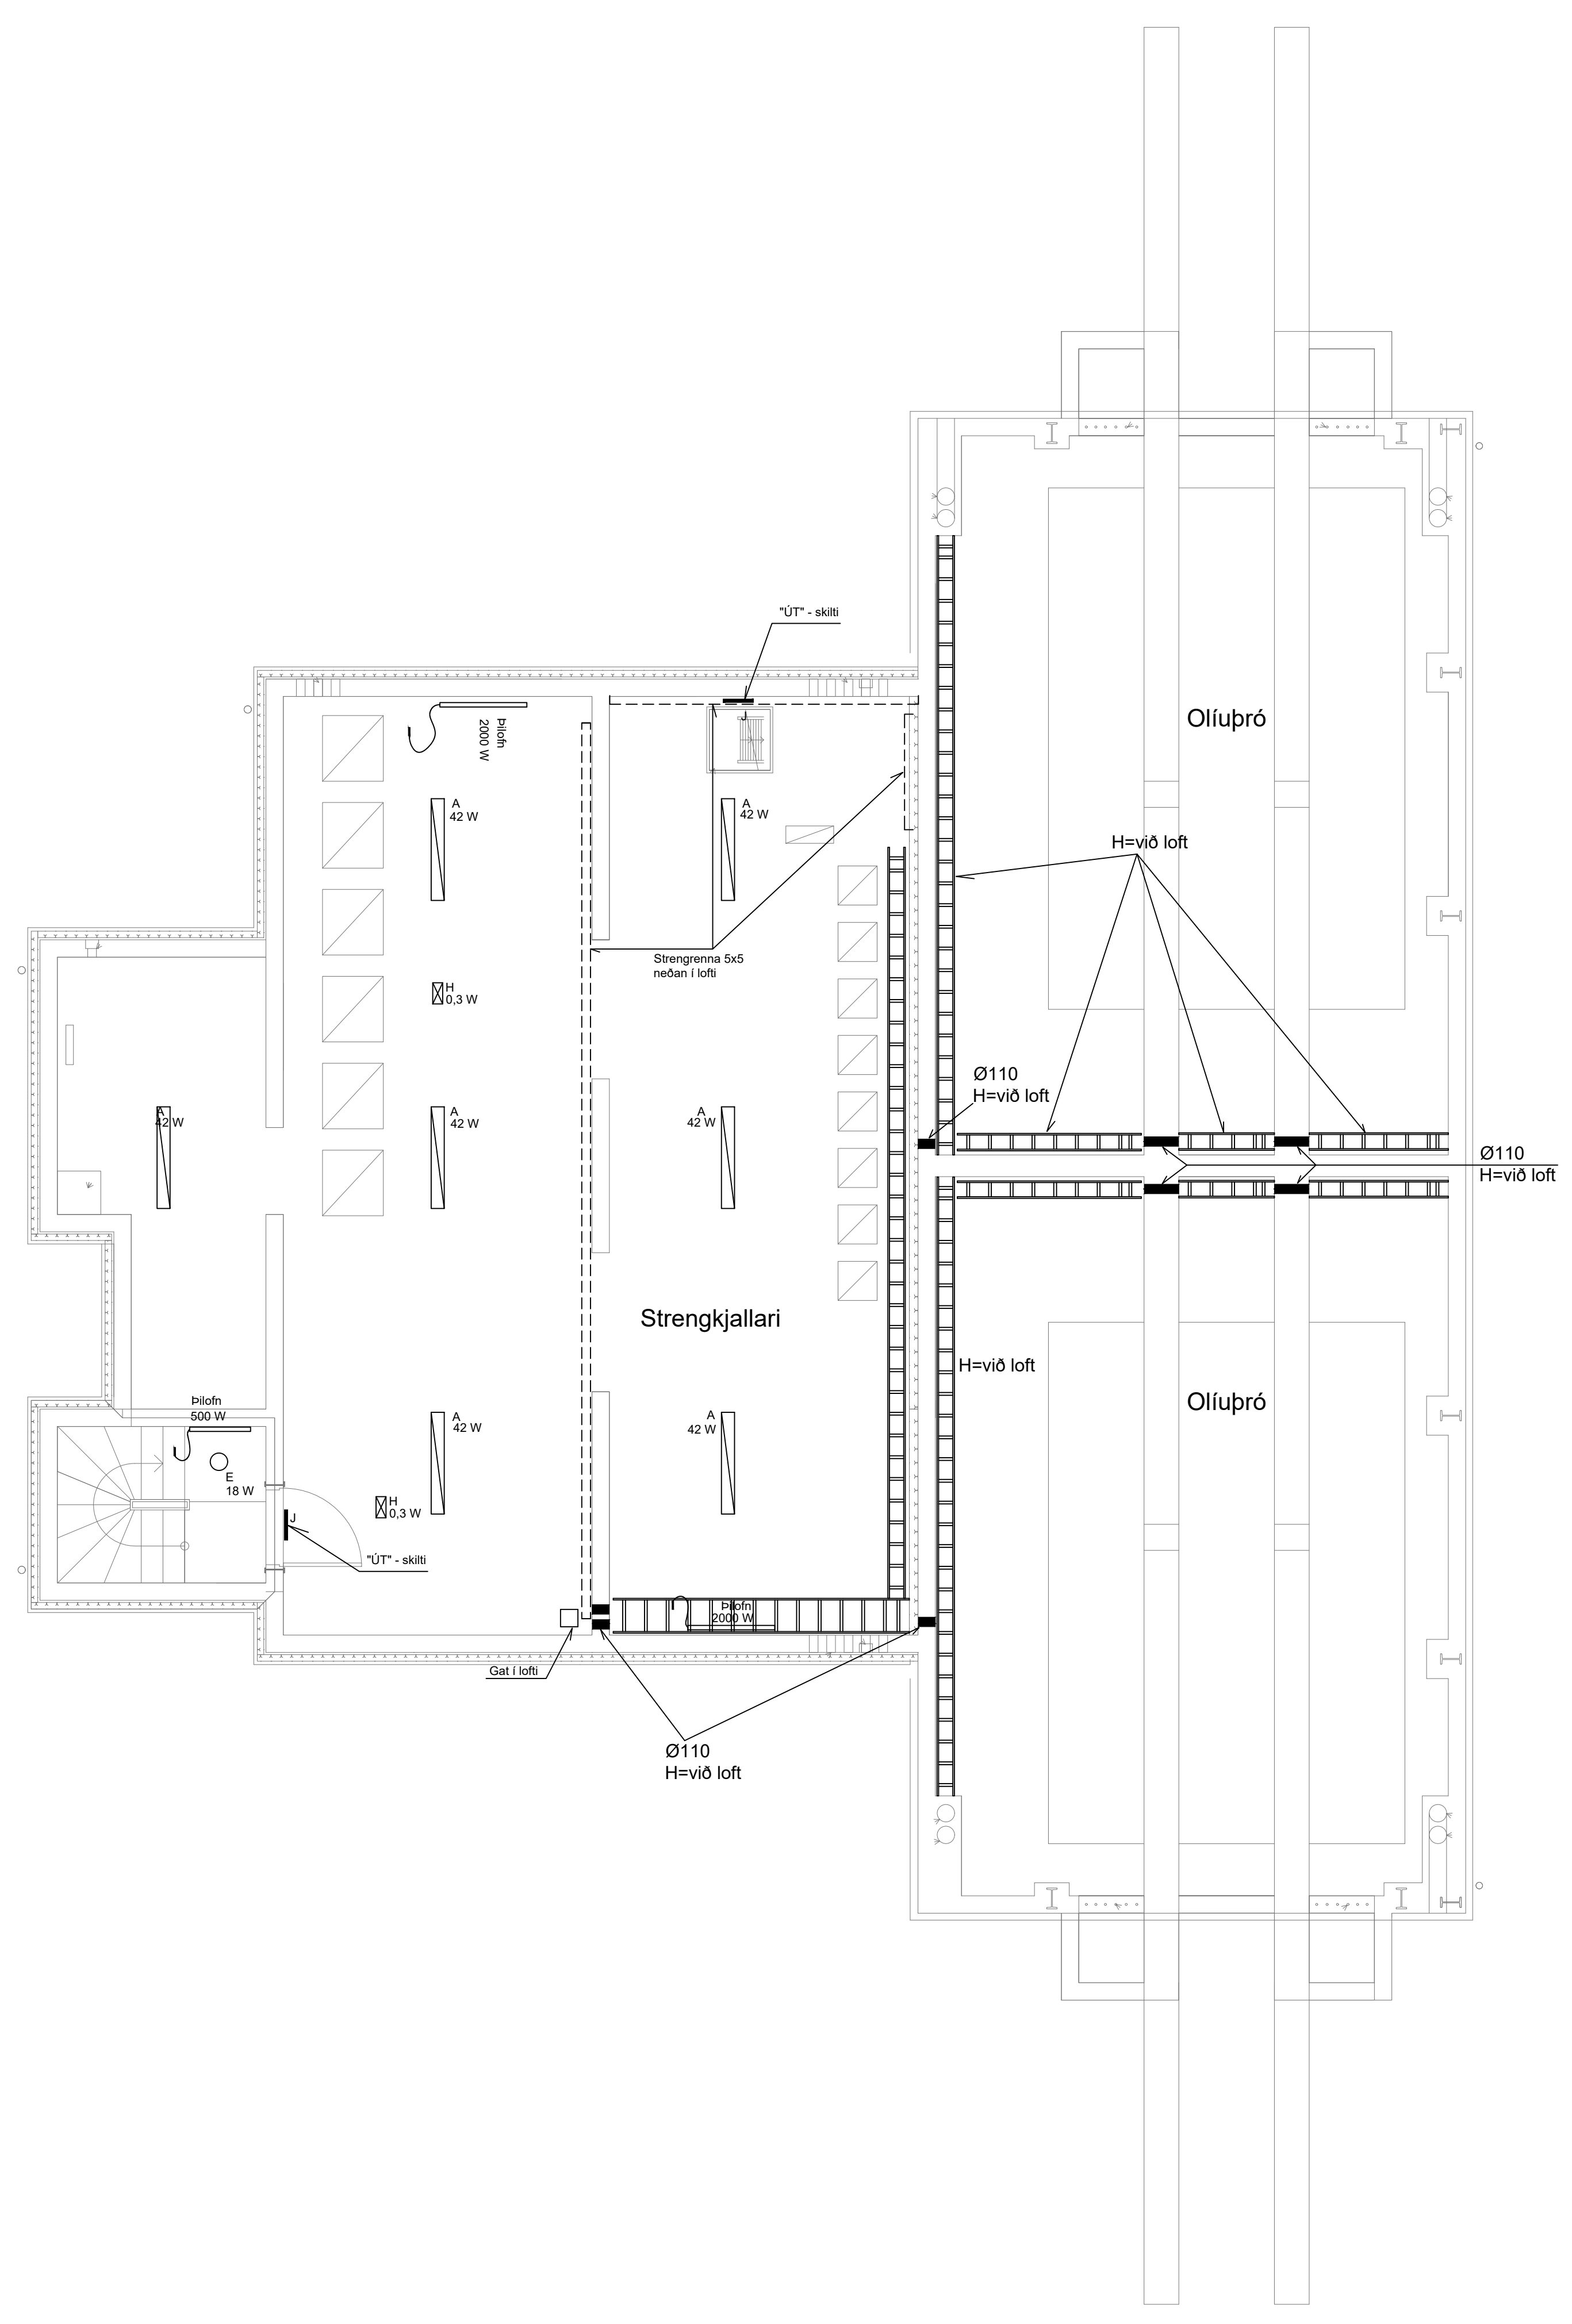 "ÚT" - skilti
Þilofn
2000 W
J
Olíuþró
A
42 W
A
42 W
H=við loft
Strengrenna 5x5
neðan í lofti
H
0,3 W
Ø110
H=við loft
A
42 W
A
42 W
A
42 W
Ø110
H=við loft
Strengkjallari
H=við loft
Olíuþró
Þilofn
500 W
A
42 W
A
42 W
E
18 W
H
0,3 W
J
"ÚT" - skilti
Þilofn
2000 W
Gat í lofti
Ø110
H=við loft